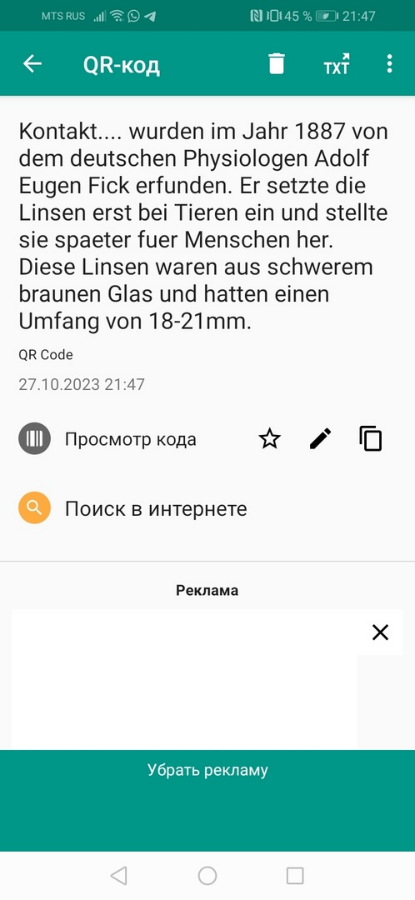 MTS RUS 45 % 21:47
QR-код
TXT
Kontakt.... wurden im Jahr 1887 von
dem deutschen Physiologen Adolf
Eugen Fick erfunden. Er setzte die
Linsen erst bei Tieren ein und stellte
sie spaeter fuer Menschen her.
Diese Linsen waren aus schwerem
braunen Glas und hatten einen
Umfang von 18-21mm.
QR Code
27.10.2023 21:47
Просмотр кода
Поиск в интернете
Реклама
Убрать рекламу